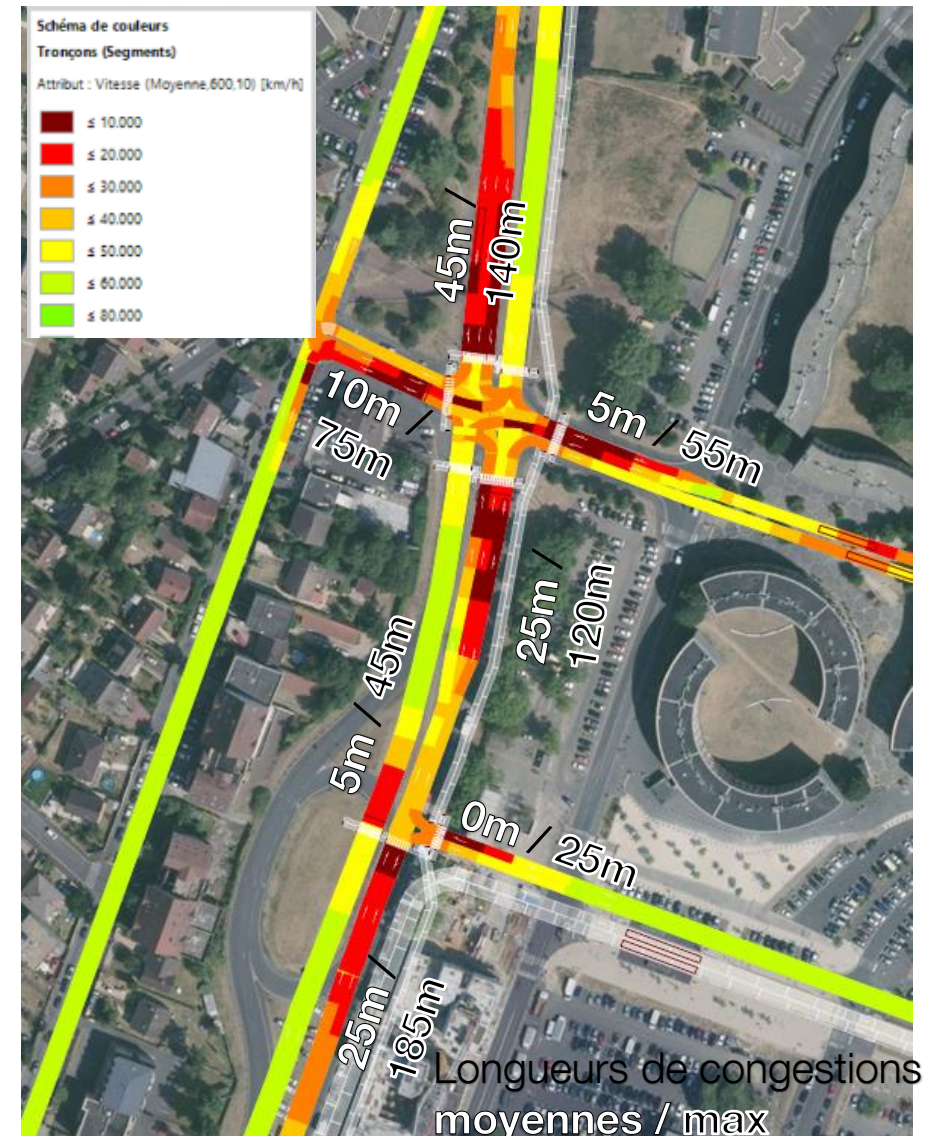 Schéma de couleurs
Tronçons (Segments)
Attribut : Vitesse (Moyenne,600,10) [km/h]
≤ 10.000
≤ 20.000
≤ 30.000
≤ 40.000
≤ 50.000
≤ 60.000
≤ 80.000
45m /
140m
10m /
75m
5m / 55m
25m /
120m
5m / 45m
0m / 25m
25m /
185m
Longueurs de congestions
moyennes / max